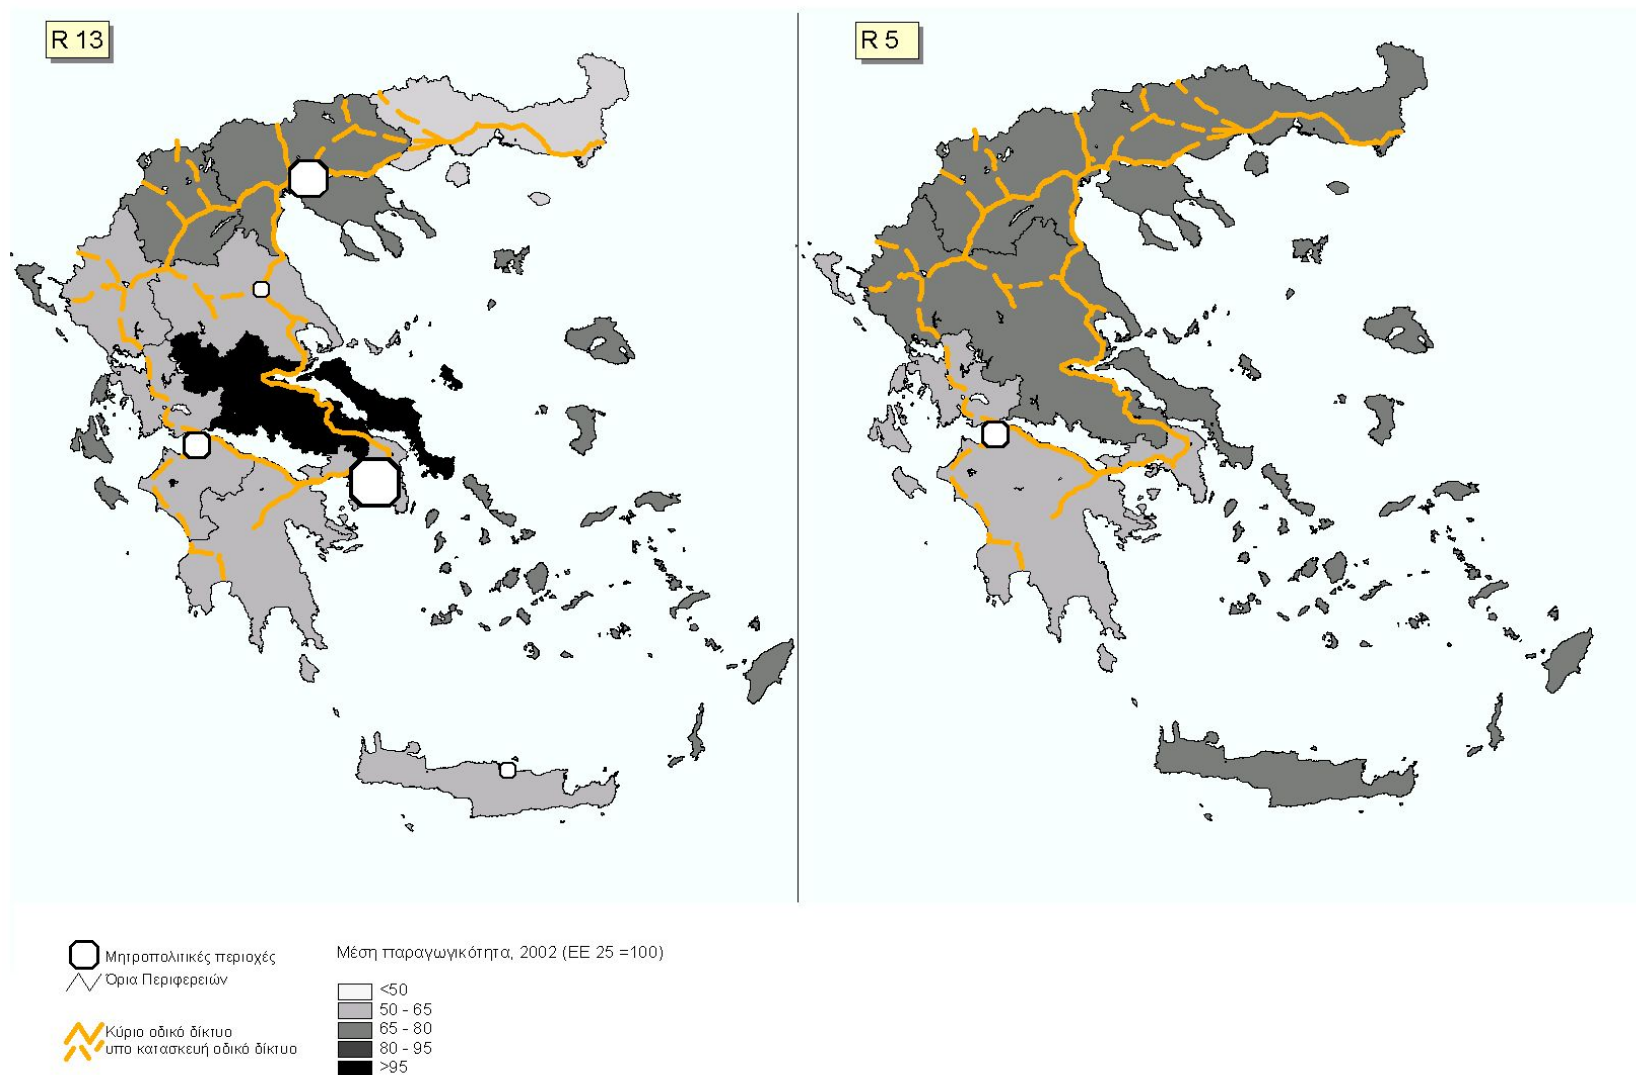 R 13
R 5
Μητροπολιτικές περιοχές
Όρια Περιφερειών
Κύριο οδικό δίκτυο
υπο κατασκευή οδικό δίκτυο
Μέση παραγωγικότητα, 2002 (ΕΕ 25 =100)
<50
50 - 65
65 - 80
80 - 95
>95